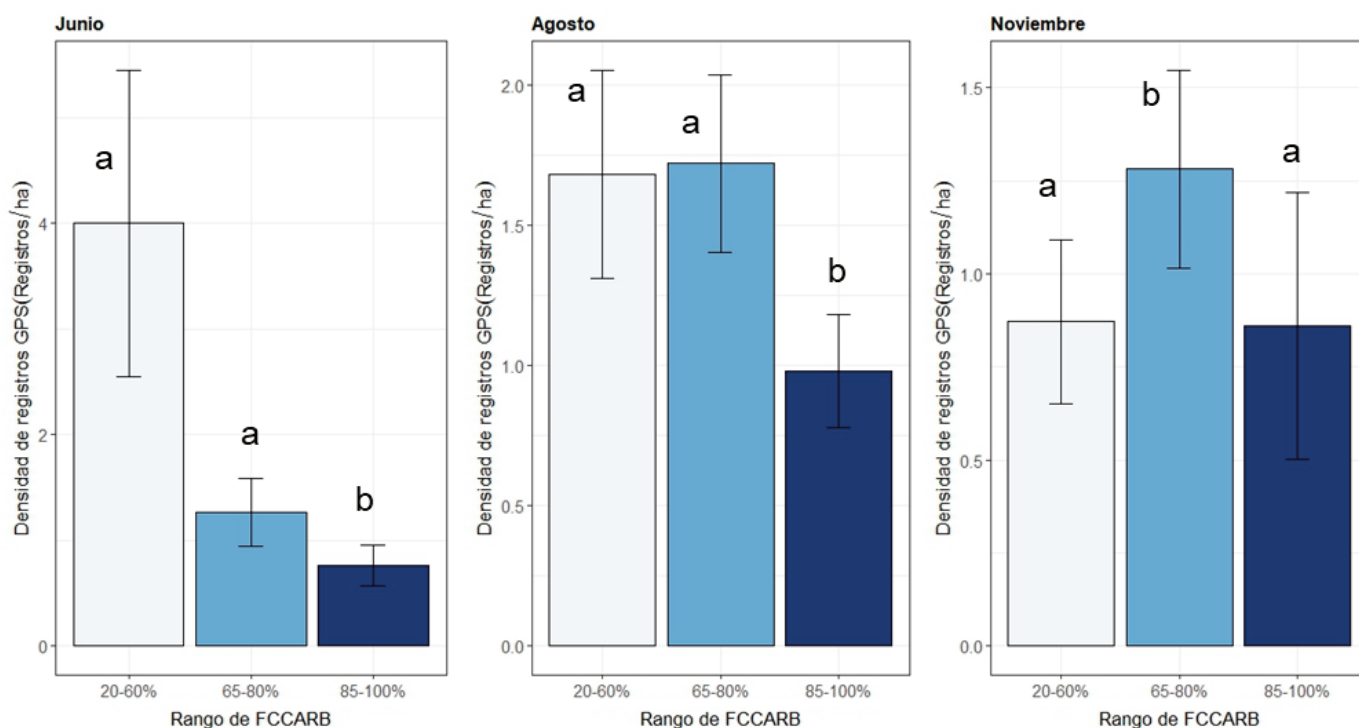 Junio
Densidad de registros GPS(Registros/ha)
4
2
0
a
a
b
20-60%
65-80%
85-100%
Rango de FCCARB
Agosto
Densidad de registros GPS(Registros/ha)
2.0
1.5
1.0
0.5
0.0
a
a
b
20-60%
65-80%
85-100%
Rango de FCCARB
Noviembre
Densidad de registros GPS(Registros/ha)
1.5
1.0
0.5
0.0
a
b
a
20-60%
65-80%
85-100%
Rango de FCCARB